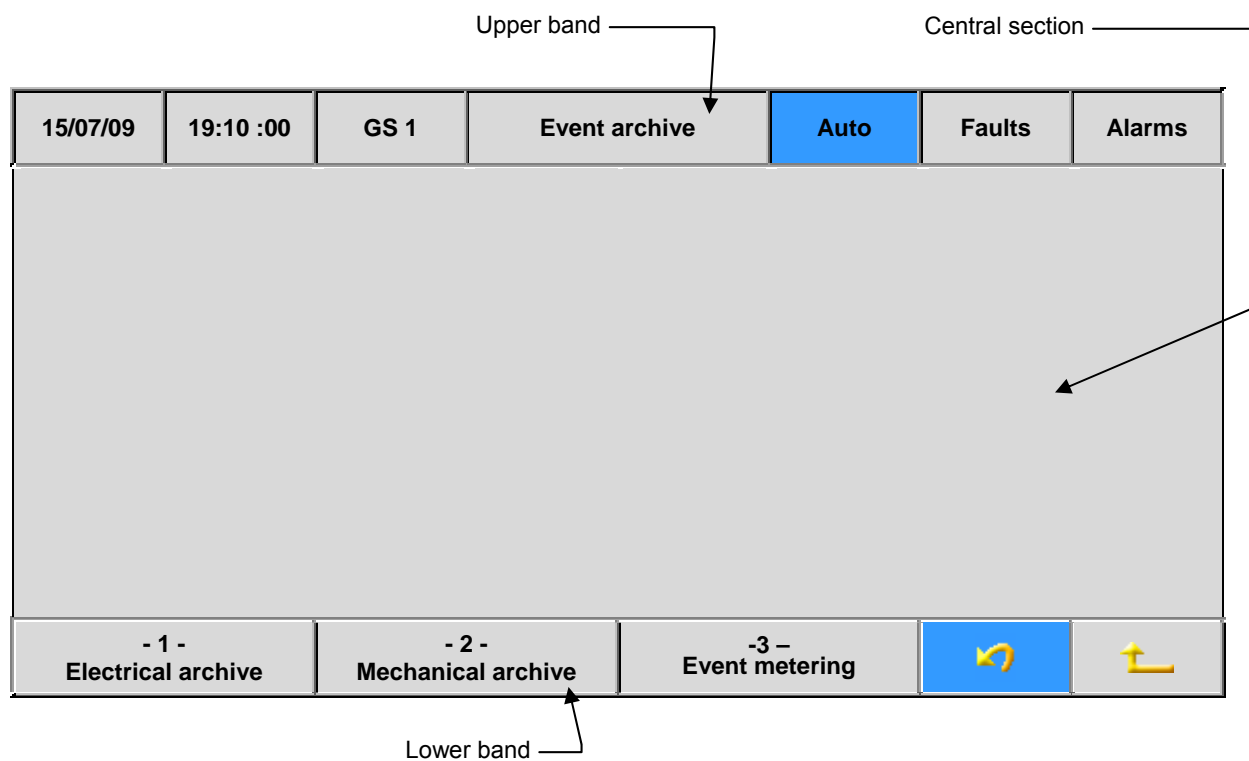 Upper band
Central section
15/07/09 19:10 :00 GS 1 Event archive Auto Faults Alarms
- 1 - - 2 - -3 –
Electrical archive Mechanical archive Event metering
Lower band